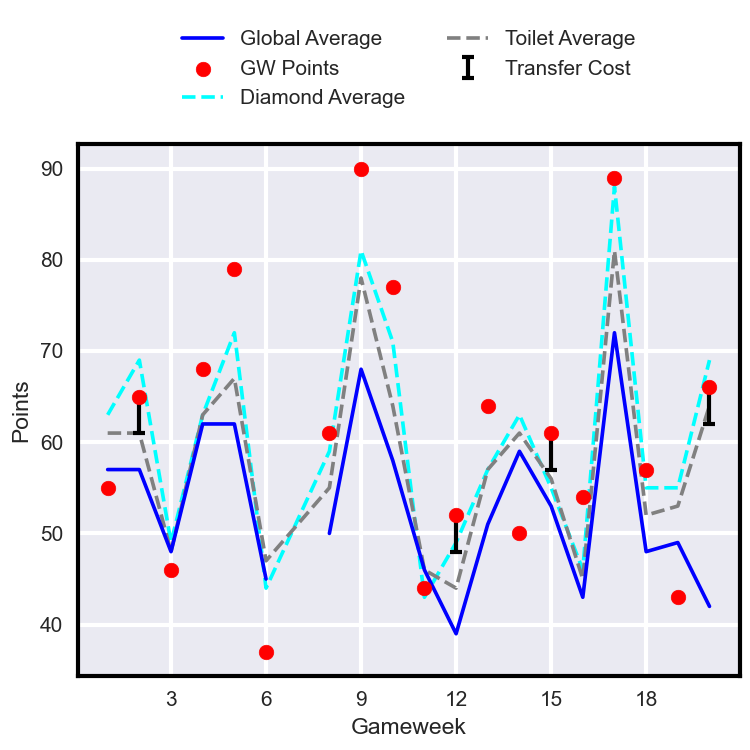 Global Average
GW Points
Diamond Average
Toilet Average
Transfer Cost
90
80
70
60
50
40
Points
3 6 9 12 15 18
Gameweek